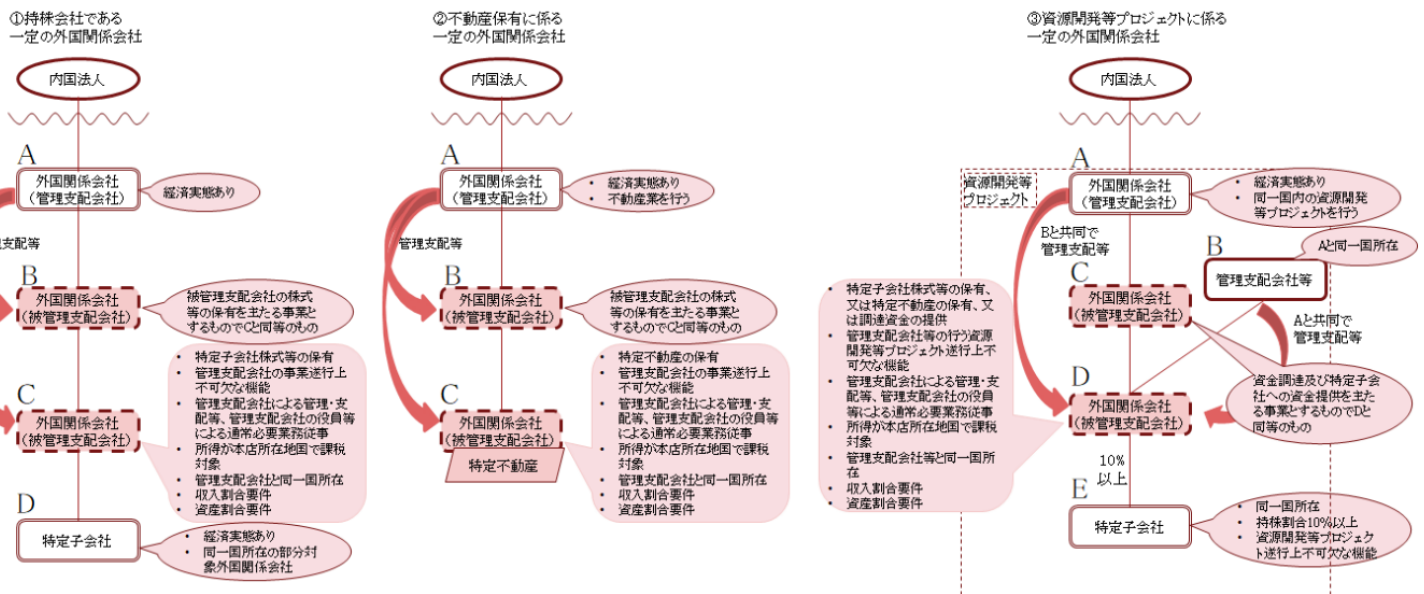 ①持株会社である
一定の外国関係会社
内国法人
A
外国関係会社
(管理支配会社)
経済実態あり
支配等
B
外国関係会社
(被管理支配会社)
被管理支配会社の株式
等の保有を主たる事業と
するものでCと同等のもの
C
外国関係会社
(被管理支配会社)
• 特定子会社株式等の保有
• 管理支配会社の事業遂行上
不可欠な機能
• 管理支配会社による管理・支
配等、管理支配会社の役員等
による通常必要業務従事
• 所得が本店所在地国で課税
対象
• 管理支配会社と同一国所在
• 収入割合要件
• 資産割合要件
D
特定子会社
• 経済実態あり
• 同一国所在の部分対
象外国関係会社
②不動産保有に係る
一定の外国関係会社
内国法人
A
外国関係会社
(管理支配会社)
• 経済実態あり
• 不動産業を行う
管理支配等
B
外国関係会社
(被管理支配会社)
被管理支配会社の株式
等の保有を主たる事業と
するものでCと同等のもの
C
外国関係会社
(被管理支配会社)
特定不動産
• 特定不動産の保有
• 管理支配会社の事業遂行上
不可欠な機能
• 管理支配会社による管理・支
配等、管理支配会社の役員等
による通常必要業務従事
• 所得が本店所在地国で課税
対象
• 管理支配会社と同一国所在
• 収入割合要件
• 資産割合要件
③資源開発等プロジェクトに係る
一定の外国関係会社
内国法人
資源開発等
プロジェクト
A
外国関係会社
(管理支配会社)
• 経済実態あり
• 同一国内の資源開発
等プロジェクトを行う
Bと共同で
管理支配等
B
管理支配会社等
Aと同一国所在
C
外国関係会社
(被管理支配会社)
Aと共同で
管理支配等
資金調達及び特定子会
社への資金提供を主た
る事業とするものでDと
同等のもの
D
外国関係会社
(被管理支配会社)
• 特定子会社株式等の保有、
又は特定不動産の保有、又
は調達資金の提供
• 管理支配会社等の行う資源
開発等プロジェクト遂行上不
可欠な機能
• 管理支配会社による管理・支
配等、管理支配会社の役員
等による通常必要業務従事
• 所得が本店所在地国で課税
対象
• 管理支配会社等と同一国所
在
• 収入割合要件
• 資産割合要件
10%
以上
E
特定子会社
• 同一国所在
• 持株割合10%以上
• 資源開発等プロジェク
ト遂行上不可欠な機能